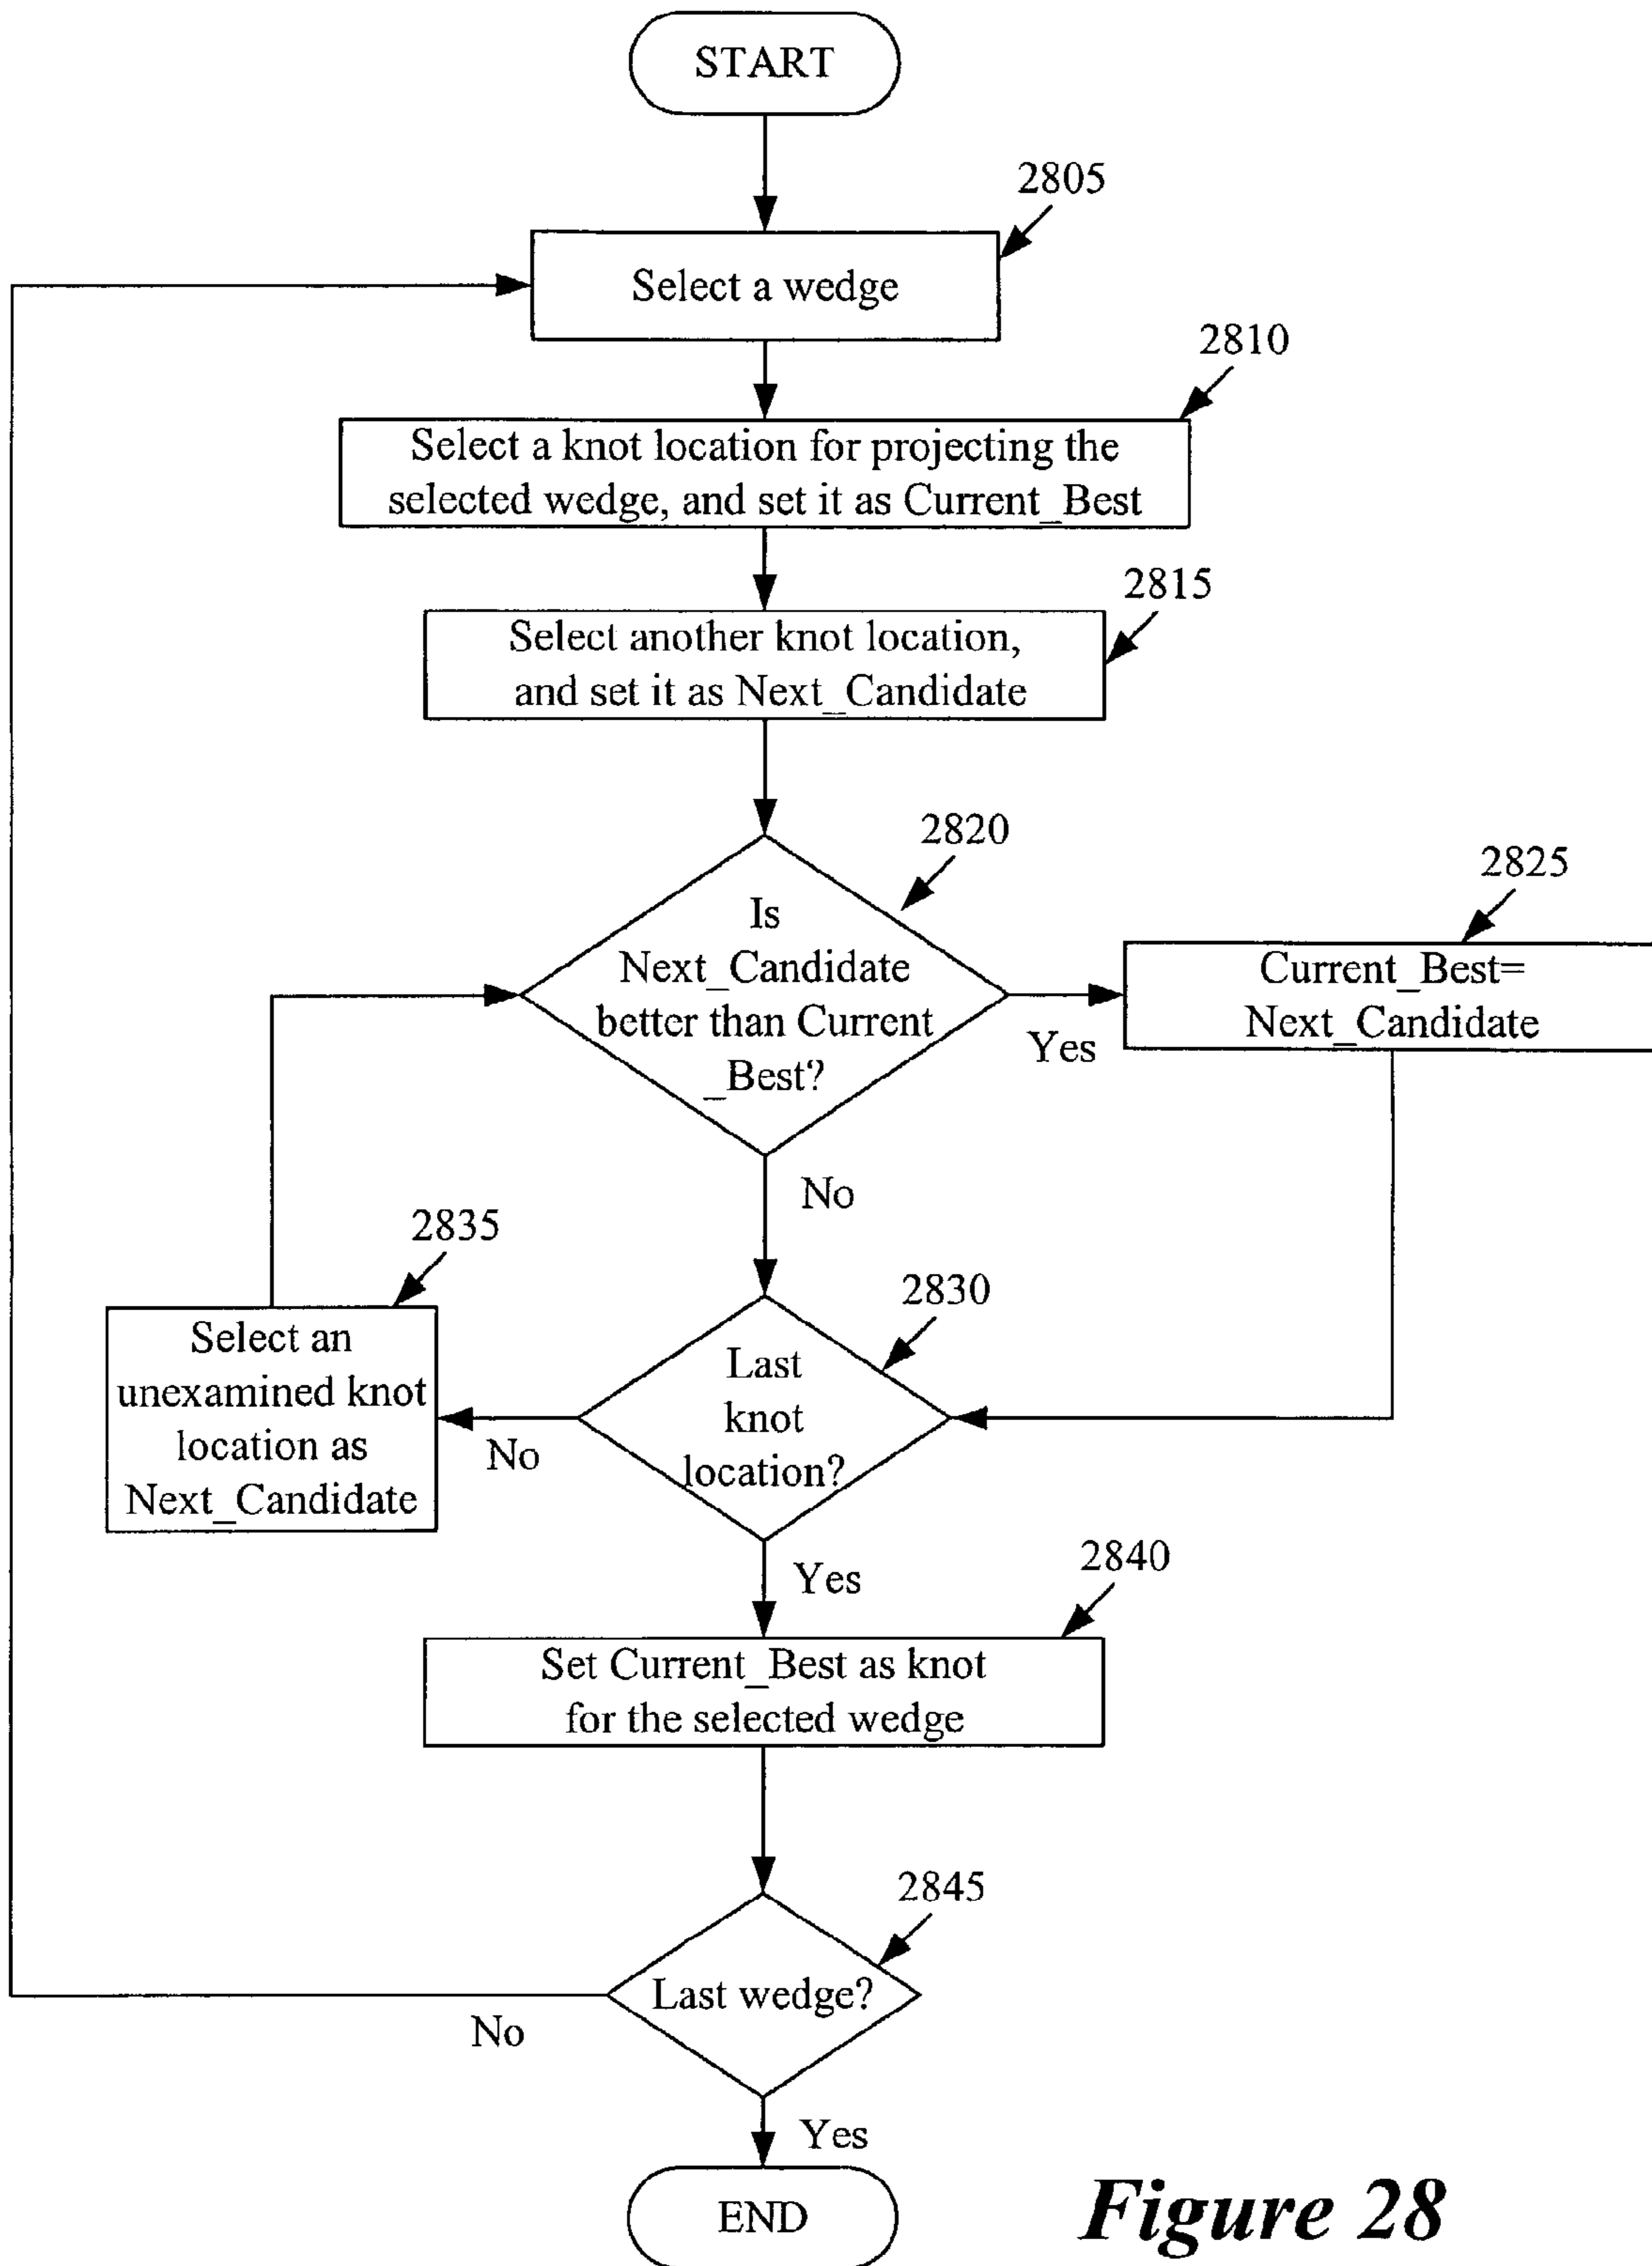 START
2805
Select a wedge
2810
Select a knot location for projecting the
selected wedge, and set it as Current_Best
2815
Select another knot location,
and set it as Next_Candidate
2820
Is
Next_Candidate
better than Current
_Best?
Yes
2825
Current_Best=
Next_Candidate
No
2835
Select an
unexamined knot
location as
Next_Candidate
2830
Last
knot
location?
No
Yes
2840
Set Current_Best as knot
for the selected wedge
2845
Last wedge?
No
Yes
END
Figure 28